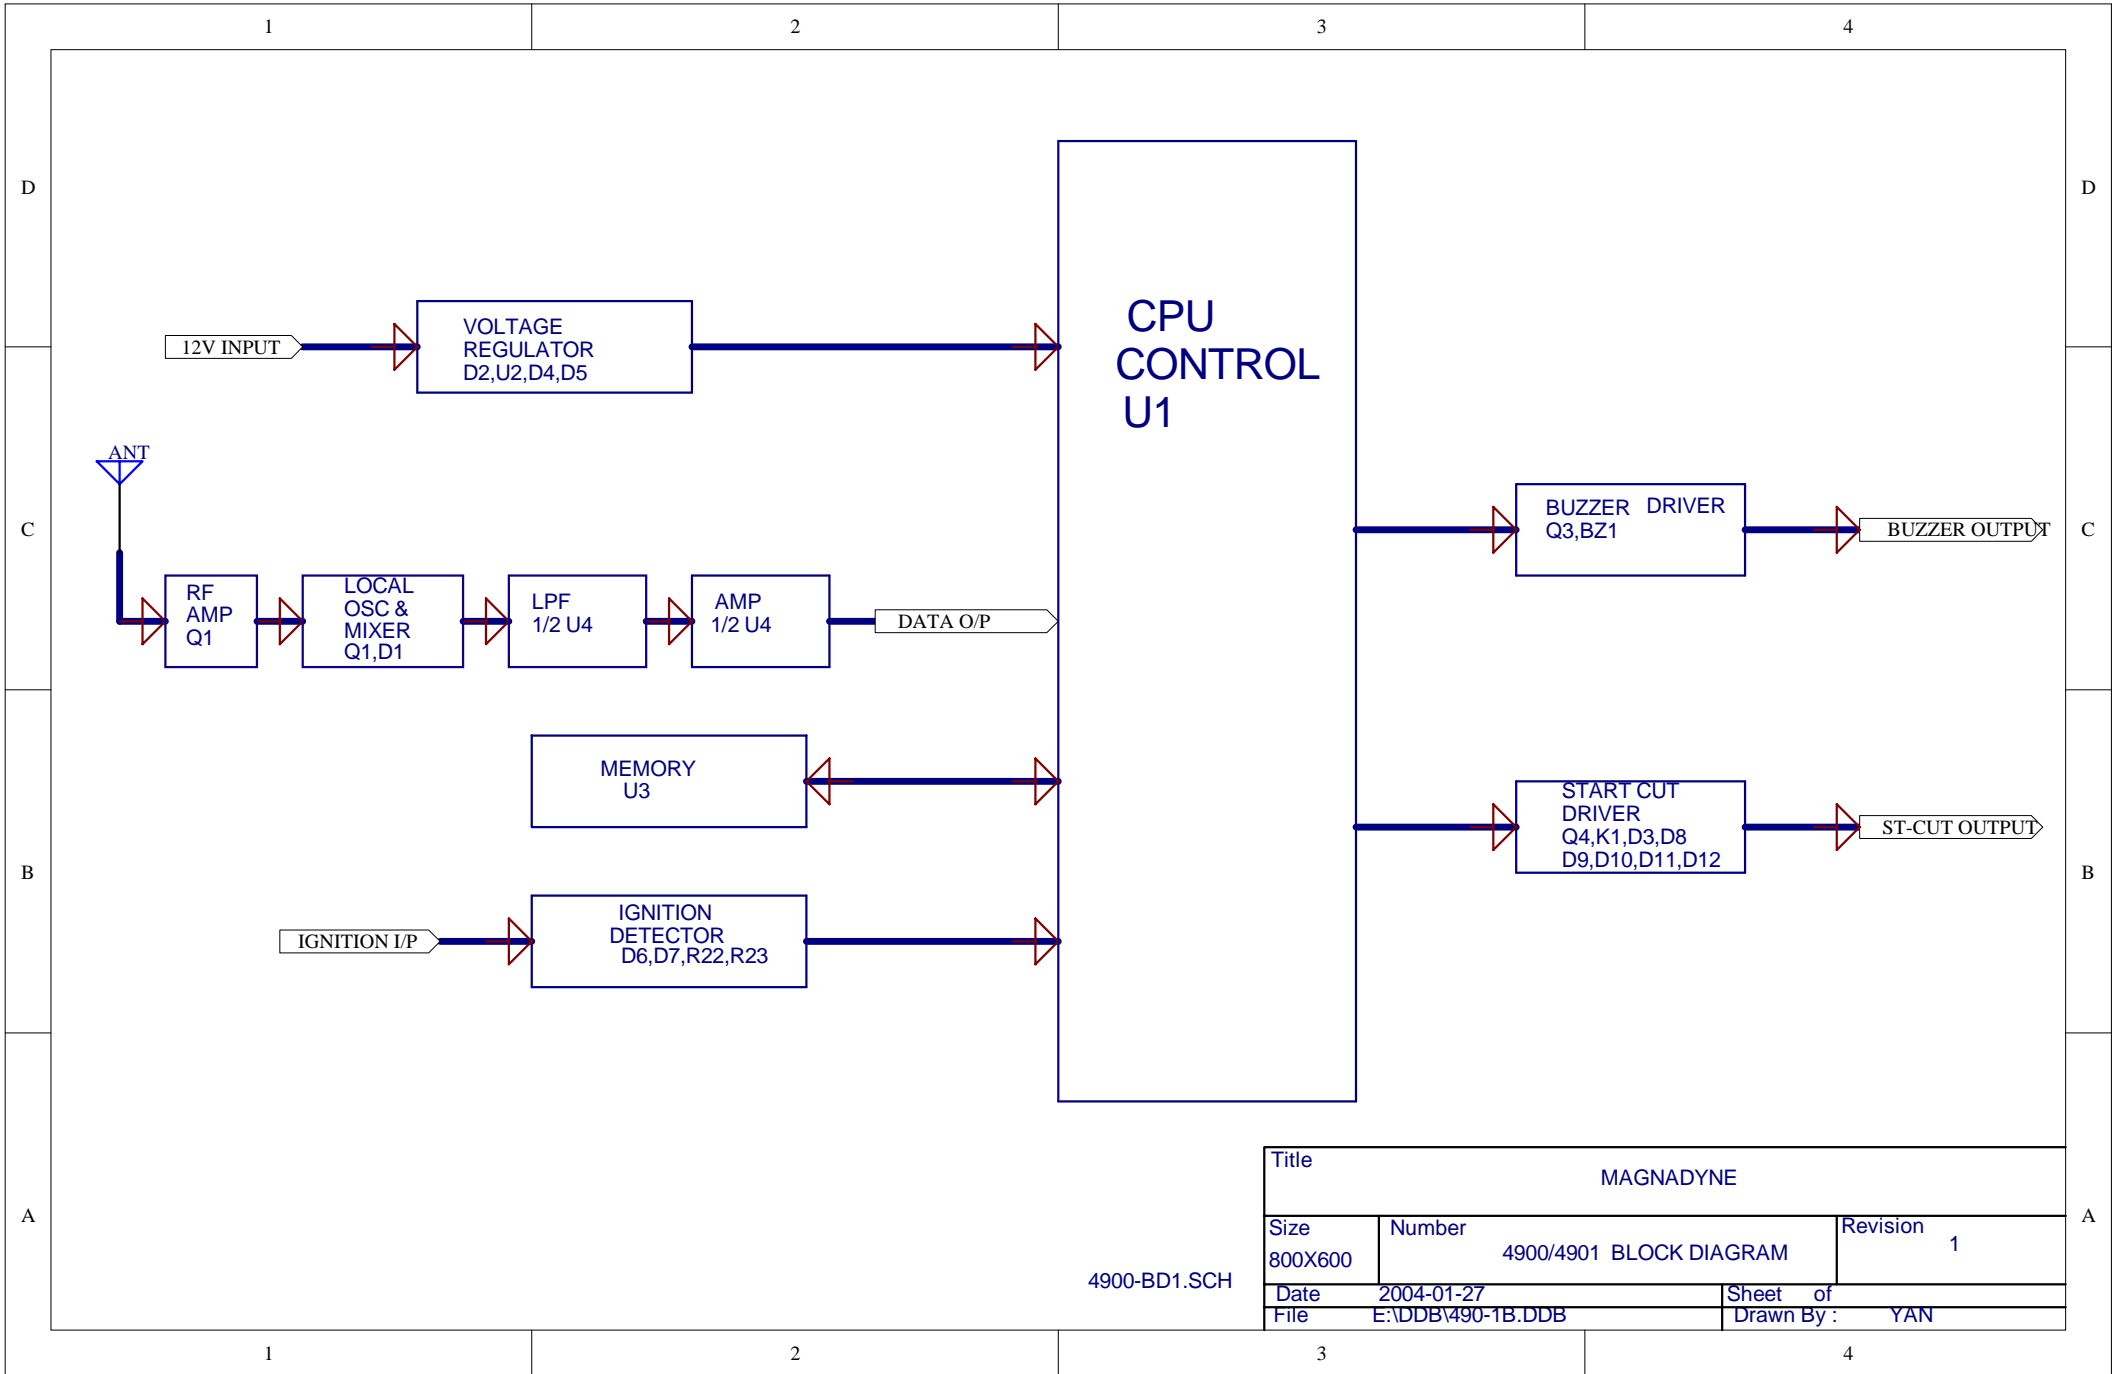 1 2 3 4
D D
CPU
CONTROL
U1
VOLTAGE
REGULATOR
D2,U2,D4,D5
12V INPUT
ANT
BUZZER DRIVER
Q3,BZ1
BUZZER OUTPUT
C C
RF
AMP
Q1
LOCAL
OSC &
MIXER
Q1,D1
LPF
1/2 U4
AMP
1/2 U4
DATA O/P
MEMORY
U3
START CUT
DRIVER
Q4,K1,D3,D8
D9,D10,D11,D12
ST-CUT OUTPUT
B B
IGNITION I/P
IGNITION
DETECTOR
D6,D7,R22,R23
A A
4900-BD1.SCH
Title
MAGNADYNE
Size
800X600
Number
4900/4901 BLOCK DIAGRAM
Revision
1
Date 2004-01-27
Sheet of
File E:\DDB\490-1B.DDB
Drawn By : YAN
1 2 3 4